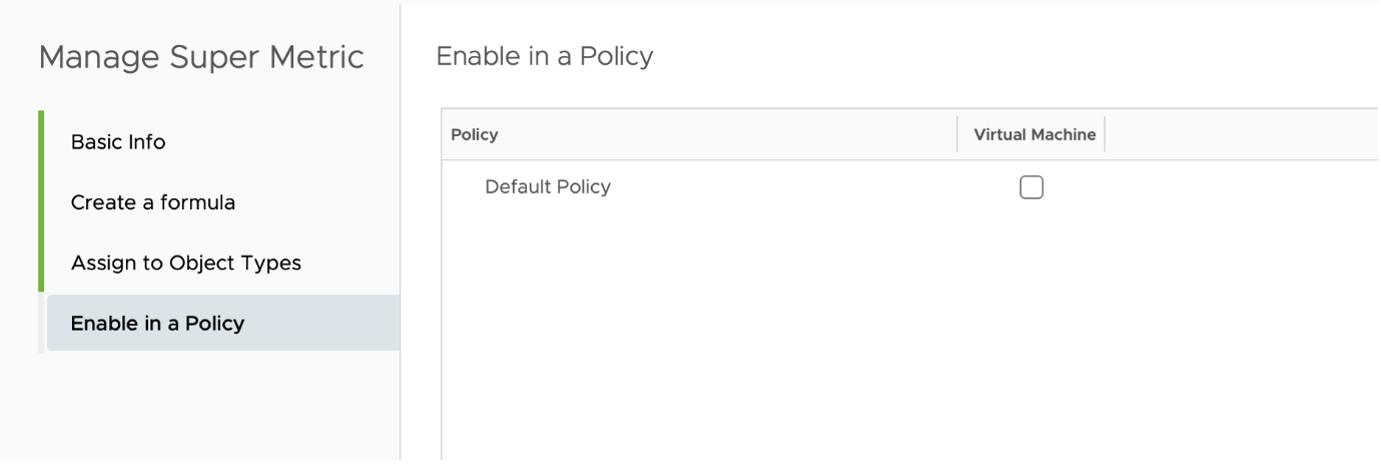 Manage Super Metric
Basic Info
Create a formula
Assign to Object Types
Enable in a Policy
Enable in a Policy
Policy Virtual Machine
Default Policy